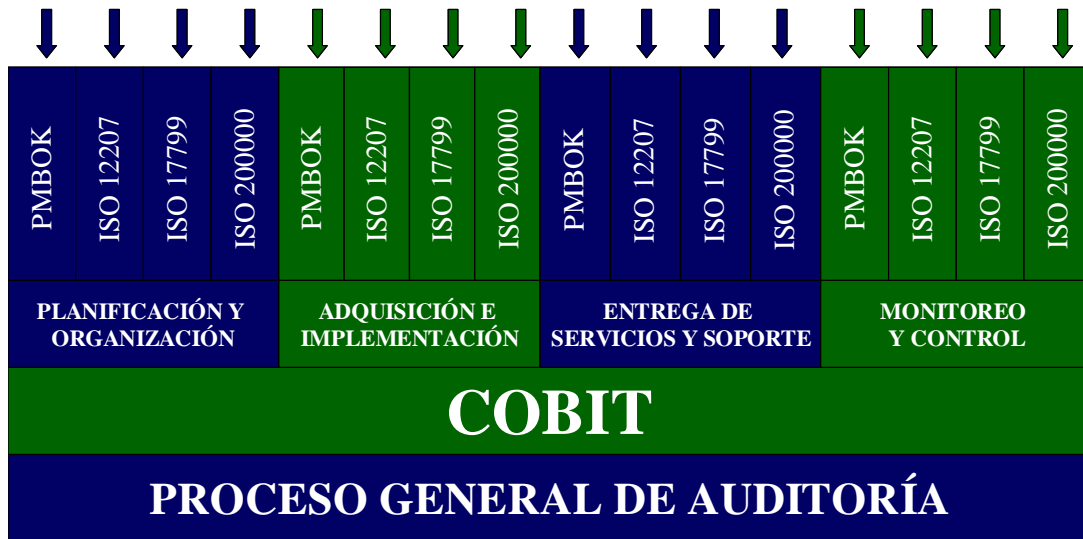 PMBOK
ISO 12207
ISO 17799
ISO 200000
PMBOK
ISO 12207
ISO 17799
ISO 200000
PMBOK
ISO 12207
ISO 17799
ISO 200000
PMBOK
ISO 12207
ISO 17799
ISO 200000
PLANIFICACIÓN Y
ORGANIZACIÓN
ADQUISICIÓN E
IMPLEMENTACIÓN
ENTREGA DE
SERVICIOS Y SOPORTE
MONITOREO
Y CONTROL
COBIT
PROCESO GENERAL DE AUDITORÍA